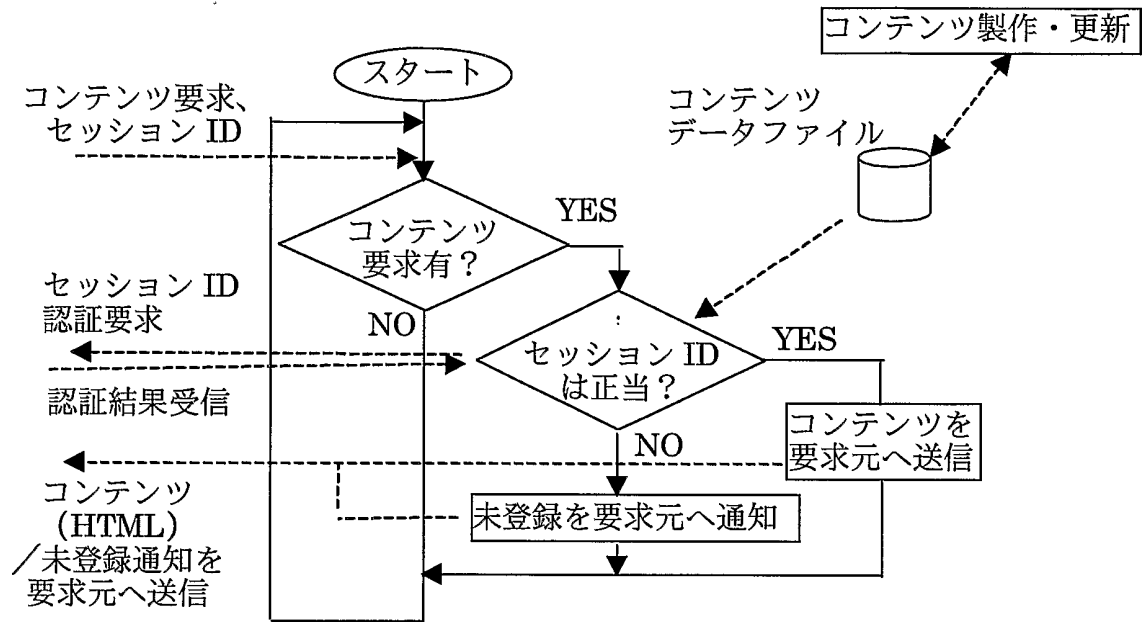 コンテンツ製作・更新
スタート
コンテンツ要求、
セッション ID
コンテンツ
データファイル
コンテンツ
要求有？
YES
NO
セッション ID
認証要求
セッション ID
は正当？
YES
NO
認証結果受信
コンテンツを
要求元へ送信
コンテンツ
(HTML)
／未登録通知を
要求元へ送信
未登録を要求元へ通知